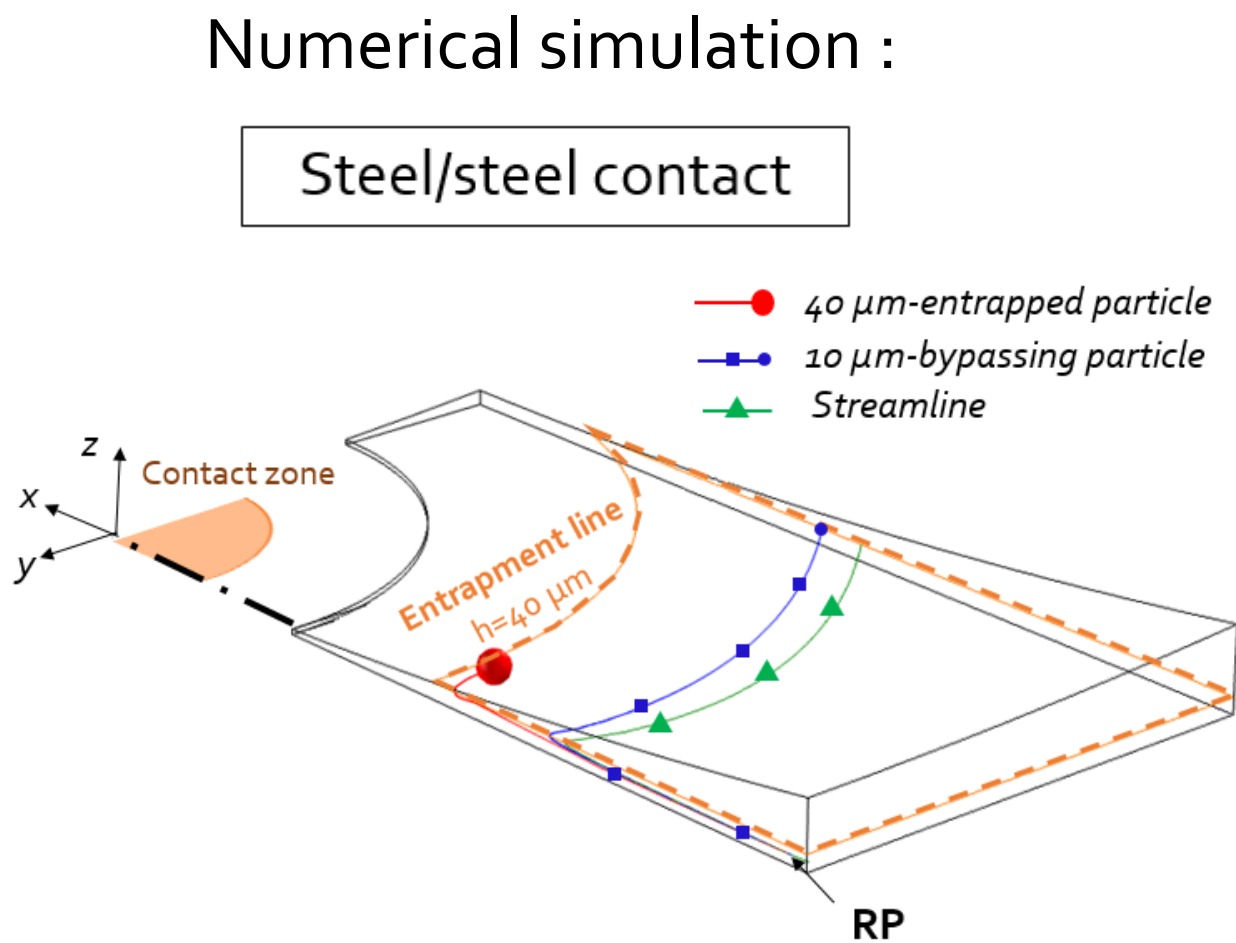 Numerical simulation :
Steel/steel contact
40 µm-entrapped particle
10 µm-bypassing particle
Streamline
z
Contact zone
x
y
Entrapment line
h=40 µm
RP